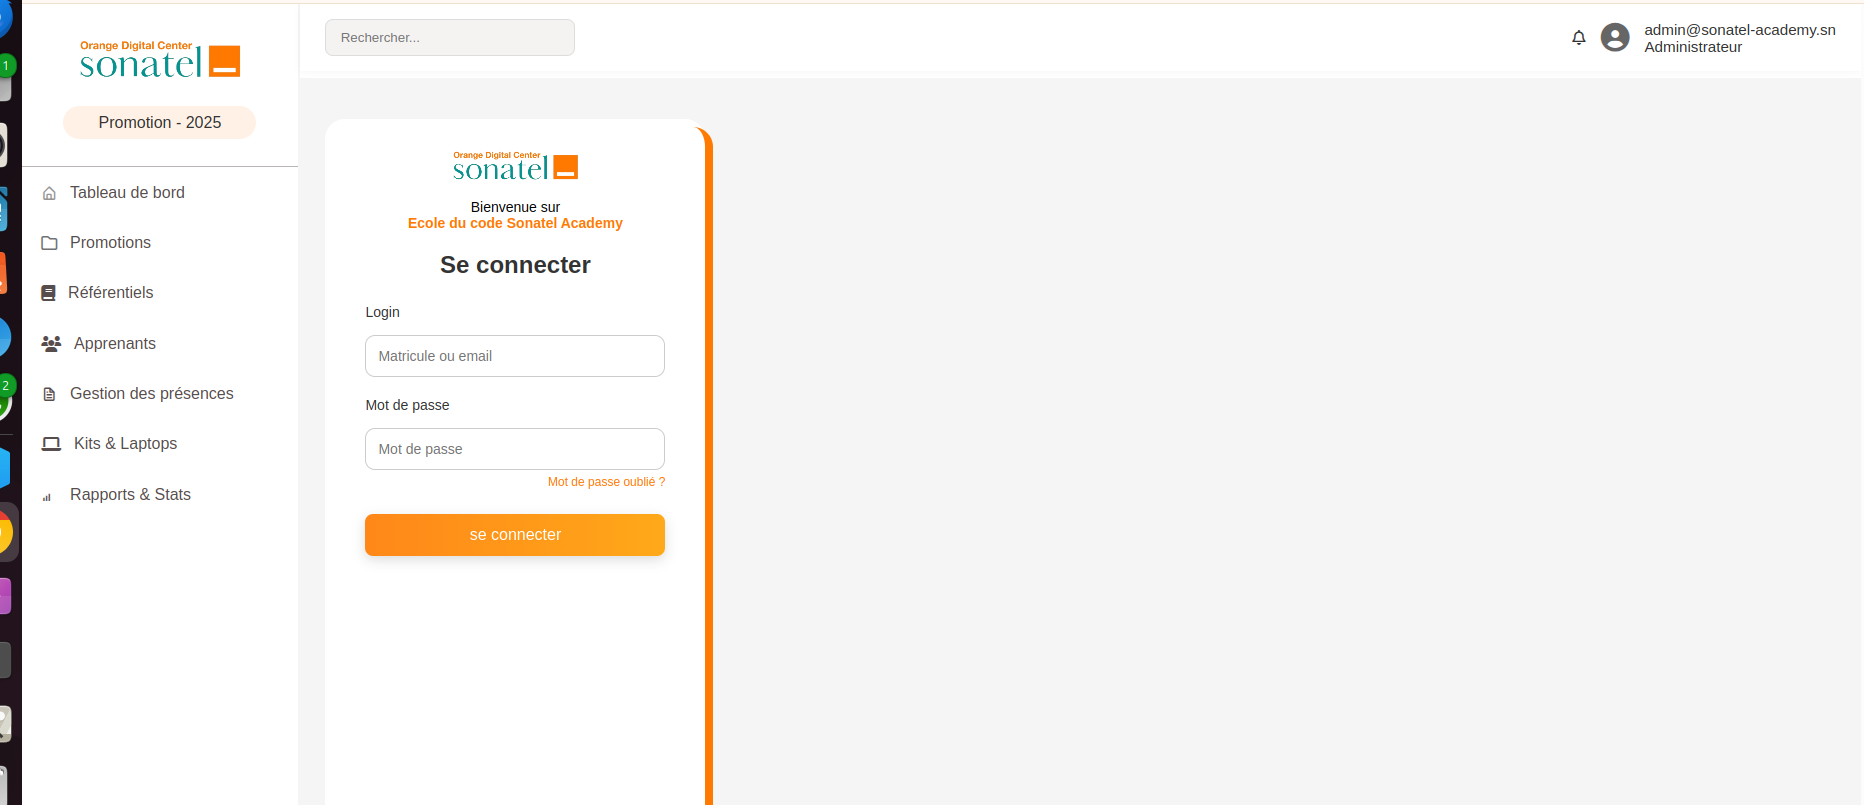 1
2
Orange Digital Center
sonatel
Promotion - 2025
Tableau de bord
Promotions
Référentiels
Apprenants
Gestion des présences
Kits & Laptops
Rapports & Stats
Rechercher...
admin@sonatel-academy.sn
Administrateur
Orange Digital Center
sonatel
Bienvenue sur
Ecole du code Sonatel Academy
Se connecter
Login
Matricule ou email
Mot de passe
Mot de passe
Mot de passe oublié ?
se connecter